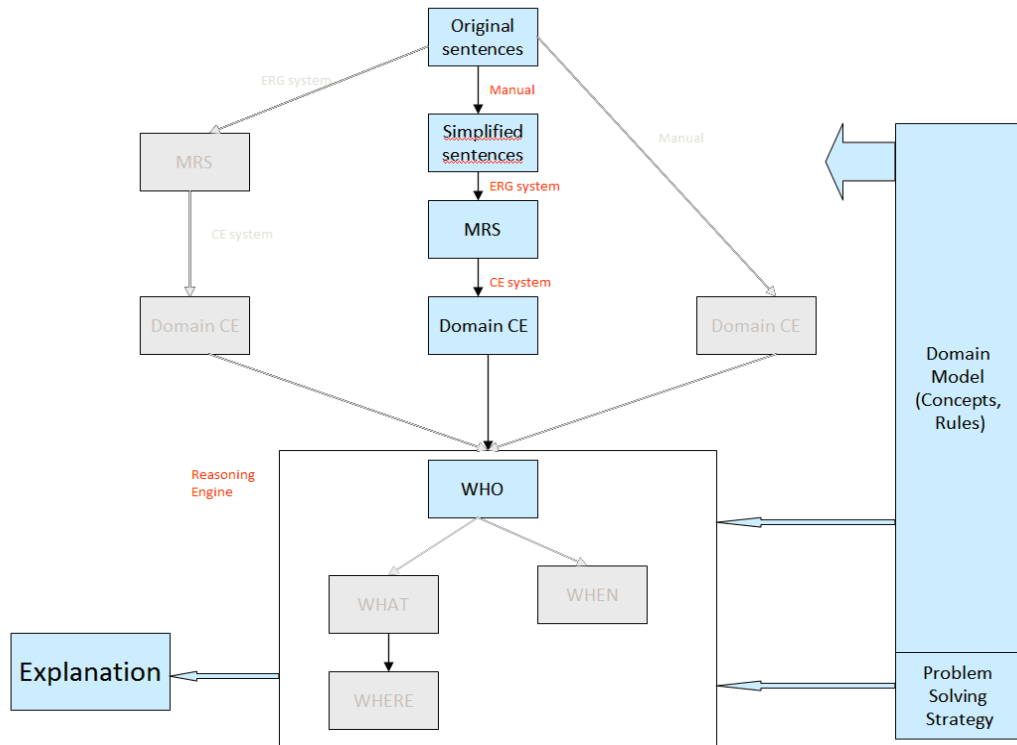 Original
sentences
ERG system
Manual
Simplified
sentences
Manual
MRS
ERG system
MRS
CE system
CE system
Domain CE
Domain CE
Domain CE
Domain
Model
(Concepts,
Rules)
Reasoning
Engine
WHO
WHAT
WHEN
WHERE
Explanation
Problem
Solving
Strategy